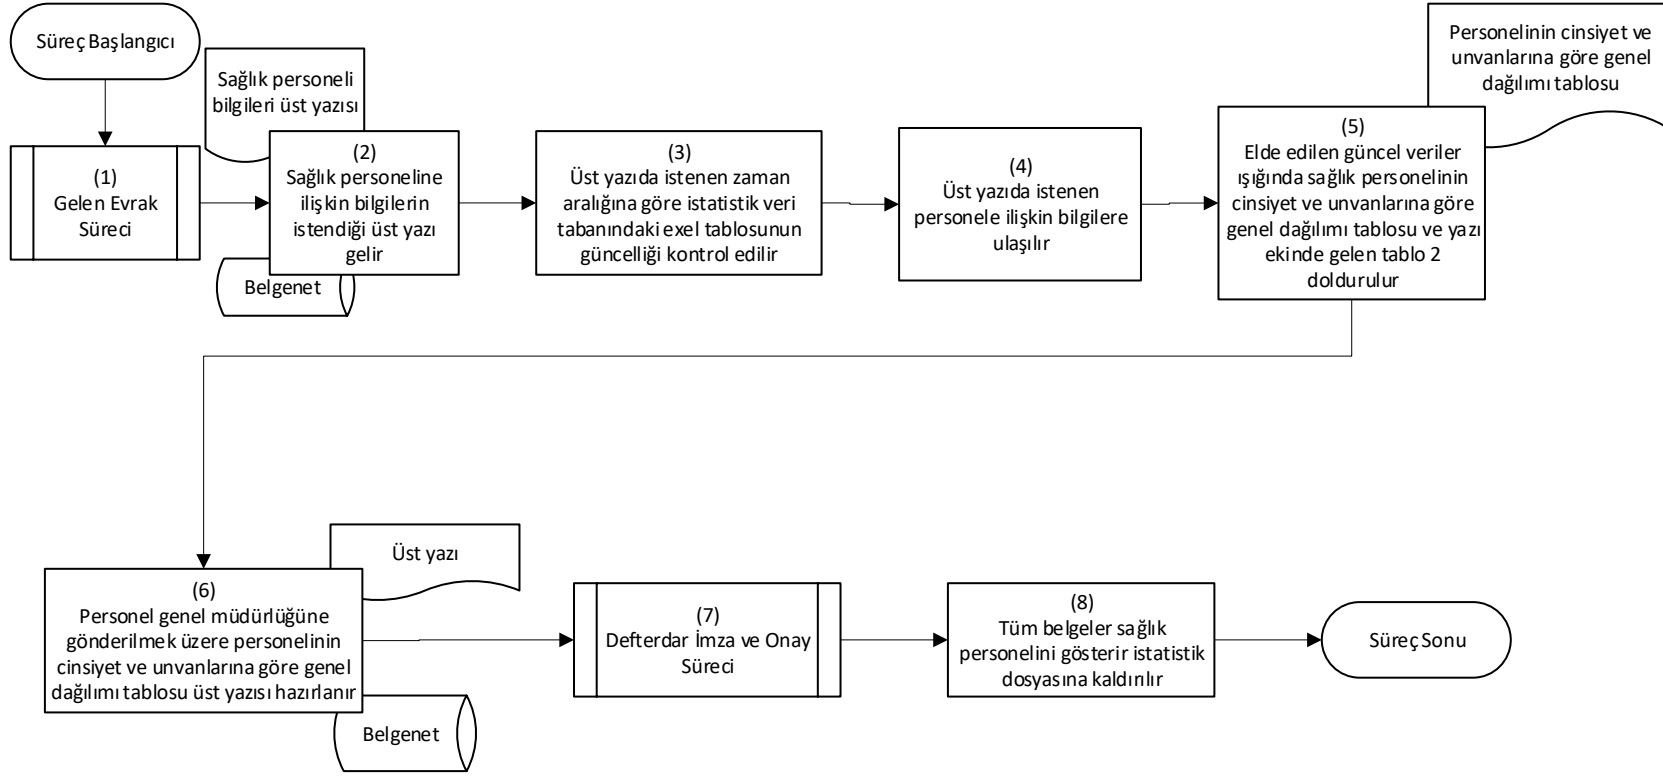 Süreç Başlangıcı
Sağlık personeli
bilgileri üst yazısı
(1)
Gelen Evrak
Süreci
(2)
Sağlık personeline
ilişkin bilgilerin
istendiği üst yazı
gelir
Belgenet
(3)
Üst yazıda istenen zaman
aralığına göre istatistik veri
tabanındaki exel tablosunun
güncelliği kontrol edilir
(4)
Üst yazıda istenen
personele ilişkin bilgilere
ulaşılır
Personelinin cinsiyet ve
unvanlarına göre genel
dağılımı tablosu
(5)
Elde edilen güncel veriler
ışığında sağlık personelinin
cinsiyet ve unvanlarına göre
genel dağılımı tablosu ve yazı
ekinde gelen tablo 2
doldurulur
Üst yazı
(6)
Personel genel müdürlüğüne
gönderilmek üzere personelinin
cinsiyet ve unvanlarına göre genel
dağılımı tablosu üst yazısı hazırlanır
Belgenet
(7)
Defterdar İmza ve Onay
Süreci
(8)
Tüm belgeler sağlık
personelini gösterir istatistik
dosyasına kaldırılır
Süreç Sonu